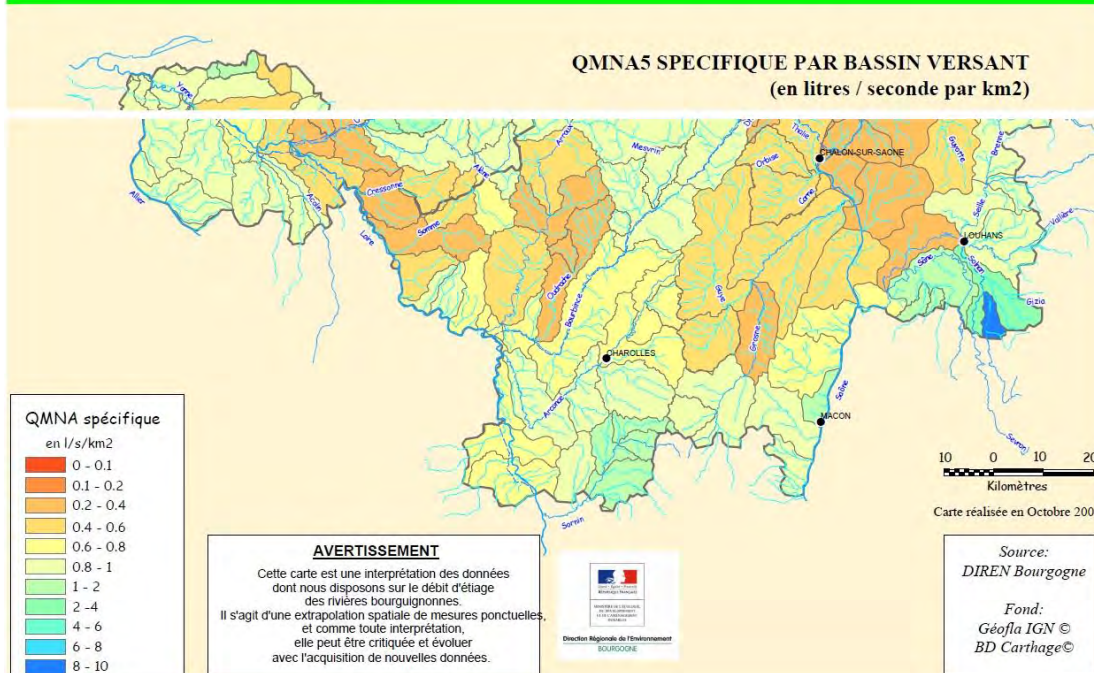 QMNA5 SPECIFIQUE PAR BASSIN VERSANT
(en litres / seconde par km2)
Yonne
Thalie
Guyotte
Brenne
Arroux
Mesvrin
Orbise
CHALON-SUR-SAONE
Alène
Cressonne
Corne
Seille
Vallière
Allier
Acolin
Loire
Somme
LOUHANS
Sâne
Solnan
Gizia
Oudrache
Bourbince
Guye
Grosne
CHAROLLES
Arconce
Saône
MACON
Sevron
Sornin
QMNA spécifique
en l/s/km2
0 - 0.1
0.1 - 0.2
0.2 - 0.4
0.4 - 0.6
0.6 - 0.8
0.8 - 1
1 - 2
2 -4
4 - 6
6 - 8
8 - 10
AVERTISSEMENT
Cette carte est une interprétation des données
dont nous disposons sur le débit d'étiage
des rivières bourguignonnes.
Il s'agit d'une extrapolation spatiale de mesures ponctuelles,
et comme toute interprétation,
elle peut être critiquée et évoluer
avec l'acquisition de nouvelles données.
Direction Régionale de l'Environnement
BOURGOGNE
10 0 10 20
Kilomètres
Carte réalisée en Octobre 200
Source:
DIREN Bourgogne
Fond:
Géofla IGN ©
BD Carthage©